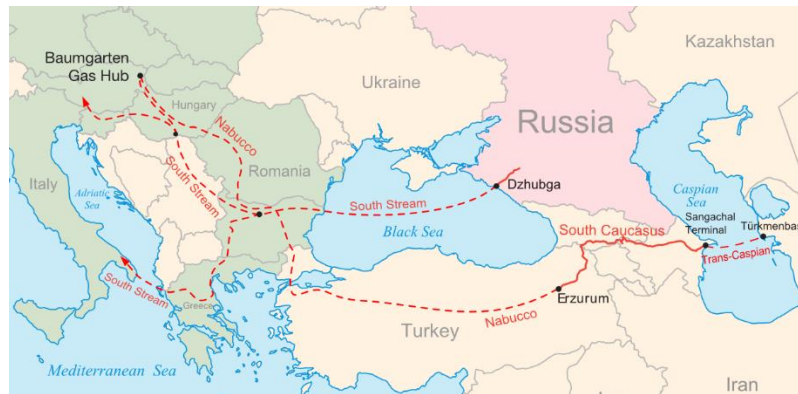 Baumgarten
Gas Hub
Kazakhstan
Ukraine
Hungary
Nabucco
Russia
Romania
South Stream
Italy
Adriatic
Sea
Dzhubga
Caspian
Sea
South Stream
Sangachal
Terminal
Türkmenbas
Black Sea
South Caucasus
Trans-Caspian
South Stream
Greece
Erzurum
Nabucco
Turkey
Mediterranean Sea
Iran